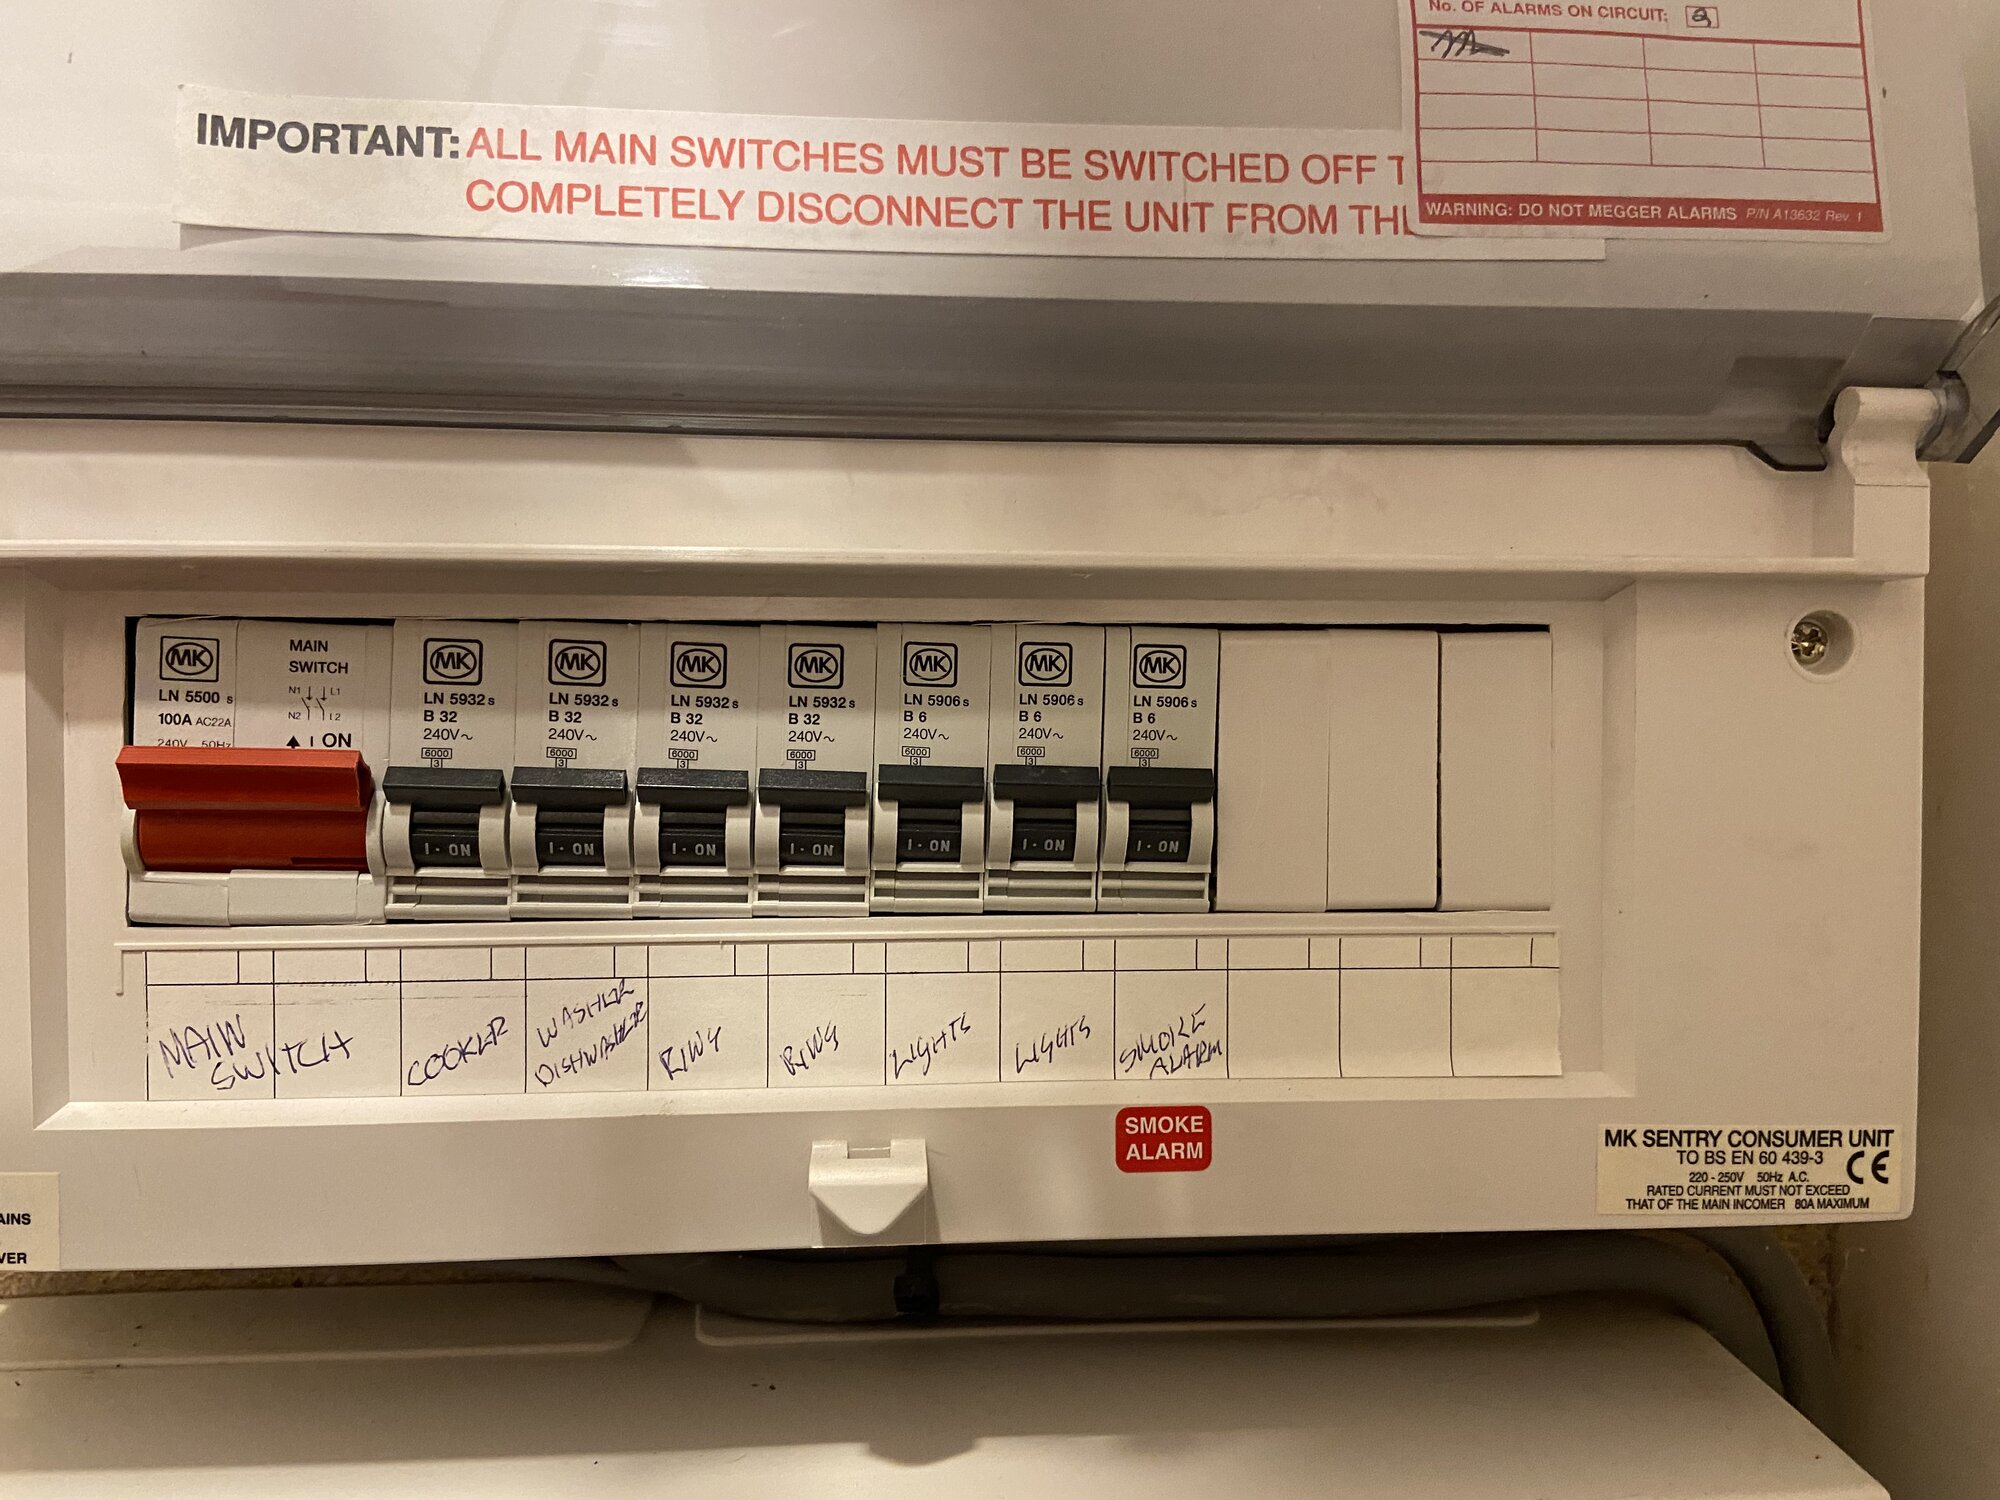 No. OF ALARMS ON CIRCUIT: 2
IMPORTANT: ALL MAIN SWITCHES MUST BE SWITCHED OFF
COMPLETELY DISCONNECT THE UNIT FROM
WARNING: DO NOT MEGGER ALARMS P/N A13632 Rev. 1
MK
LN 5500 s
100A AC22A
240V 50Hz
MAIN
SWITCH
N1 L1
N2 L2
I ON
MK
LN 5932 s
B 32
240V~
6000
3
I · ON
MK
LN 5932 s
B 32
240V~
6000
3
I · ON
MK
LN 5932 s
B 32
240V~
6000
3
I · ON
MK
LN 5932 s
B 32
240V~
6000
3
I · ON
MK
LN 5906 s
B 6
240V~
6000
3
I · ON
MK
LN 5906 s
B 6
240V~
6000
3
I · ON
MK
LN 5906 s
B 6
240V~
6000
3
I · ON
MAIN
SWITCH
COOKER
WASHER
DISHWASHER
RING
RING
LIGHTS
LIGHTS
SMOKE
ALARM
SMOKE
ALARM
MK SENTRY CONSUMER UNIT
TO BS EN 60 439-3
CE
220 - 250V 50Hz A.C.
RATED CURRENT MUST NOT EXCEED
THAT OF THE MAIN INCOMER 80A MAXIMUM